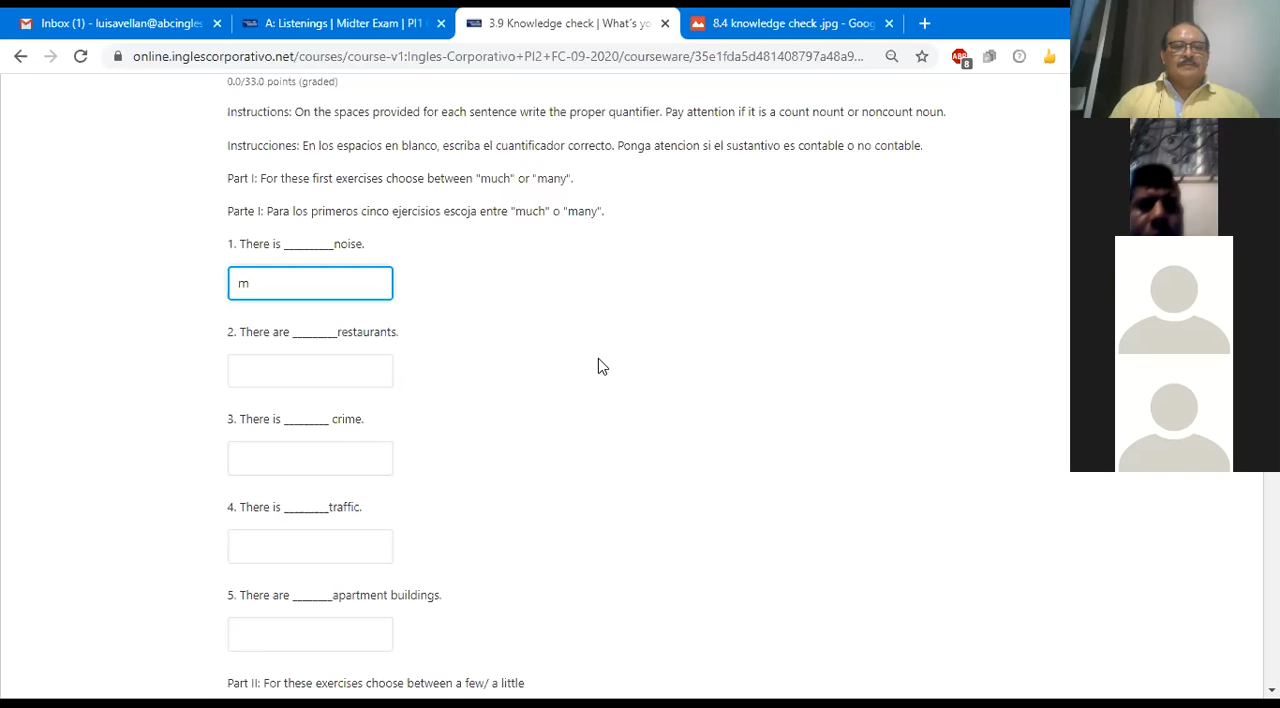 Inbox (1) - luisavellan@abcingles
A: Listenings | Midter Exam | PI1
3.9 Knowledge check | What's yo
8.4 knowledge check .jpg - Goog
online.inglescorporativo.net/courses/course-v1:Ingles-Corporativo+PI2+FC-09-2020/courseware/35e1fda5d481408797a48a9...
ABP
8
0.0/33.0 points (graded)
Instructions: On the spaces provided for each sentence write the proper quantifier. Pay attention if it is a count nount or noncount noun.
Instrucciones: En los espacios en blanco, escriba el cuantificador correcto. Ponga atencion si el sustantivo es contable o no contable.
Part I: For these first exercises choose between "much" or "many".
Parte I: Para los primeros cinco ejercisios escoja entre "much" o "many".
1. There is _________noise.
m
2. There are ________restaurants.
3. There is ________ crime.
4. There is ________traffic.
5. There are _______apartment buildings.
Part II: For these exercises choose between a few/ a little